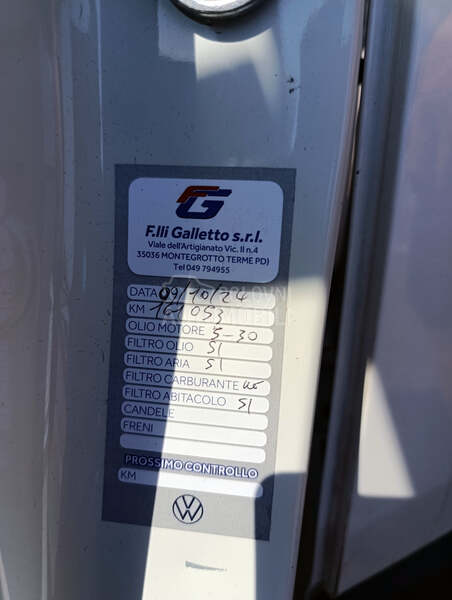 FG
F.lli Galletto s.r.l.
Viale dell'Artigianato Vic. II n.4
35036 MONTEGROTTO TERME PD)
Tel 049 794955
DATA 09/10/24
KM 161053
OLIO MOTORE 5-30
FILTRO OLIO SI
FILTRO ARIA SI
FILTRO CARBURANTE NO
FILTRO ABITACOLO SI
CANDELE
FRENI
PROSSIMO CONTROLLO
KM